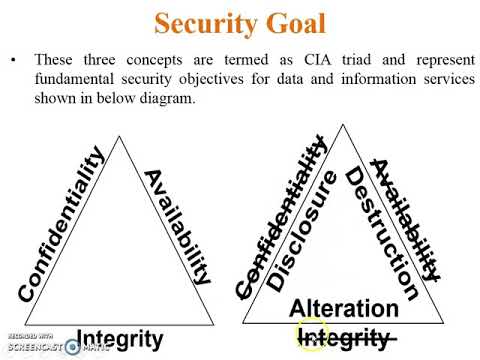 Security Goal
• These three concepts are termed as CIA triad and represent
fundamental security objectives for data and information services
shown in below diagram.
Confidentiality
Availability
Integrity
Confidentiality
Disclosure
Availability
Destruction
Alteration
Integrity
RECORDED WITH
SCREENCAST MATIC